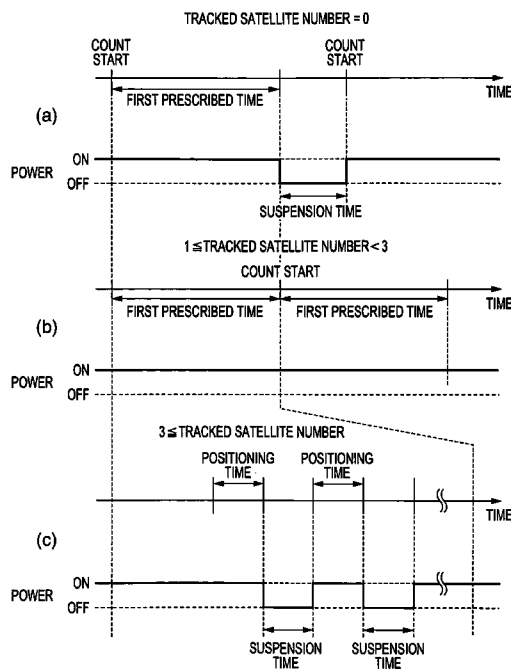 TRACKED SATELLITE NUMBER = 0
COUNT START
COUNT START
TIME
FIRST PRESCRIBED TIME
(a)
ON
POWER
OFF
SUSPENSION TIME
1 ≦ TRACKED SATELLITE NUMBER < 3
COUNT START
TIME
FIRST PRESCRIBED TIME
FIRST PRESCRIBED TIME
(b)
ON
POWER
OFF
3 ≦ TRACKED SATELLITE NUMBER
POSITIONING TIME
POSITIONING TIME
TIME
(c)
ON
POWER
OFF
SUSPENSION TIME
SUSPENSION TIME